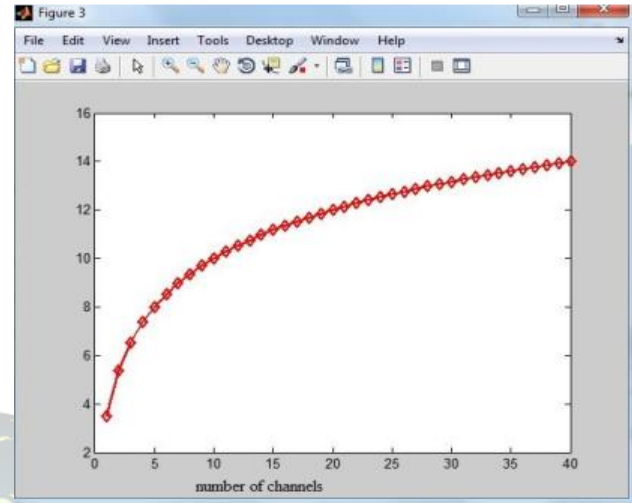 Figure 3
File Edit View Insert Tools Desktop Window Help
16
14
12
10
8
6
4
2
0 5 10 15 20 25 30 35 40
number of channels